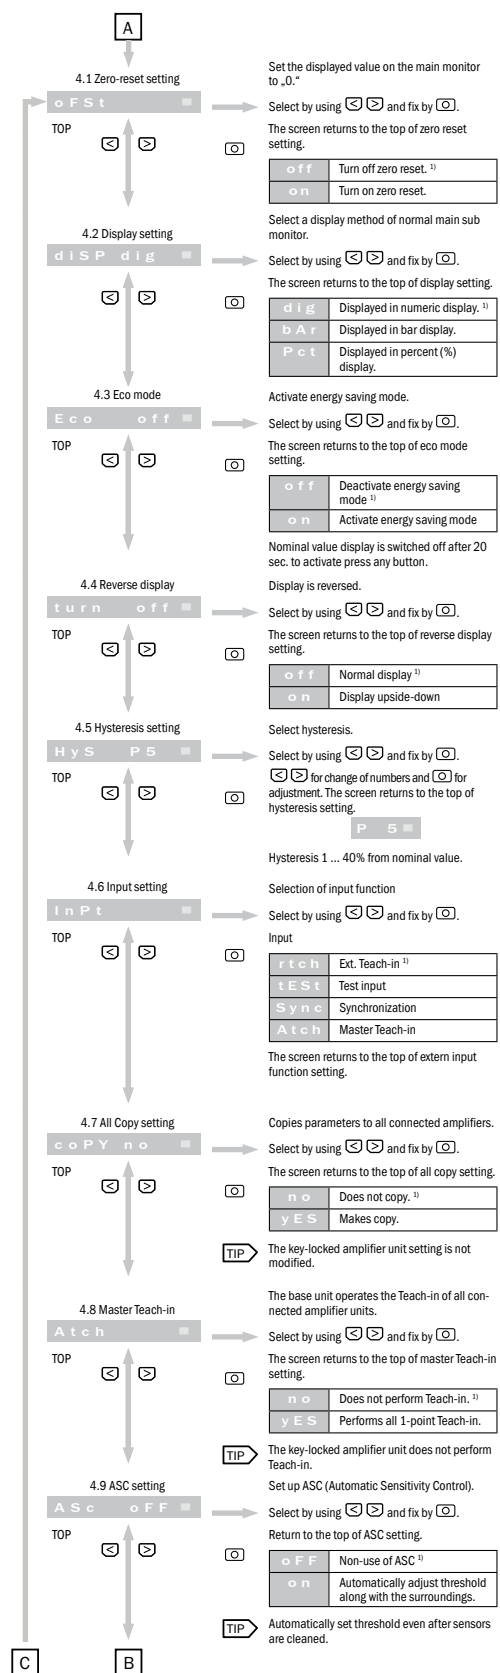 A
4.1 Zero-reset setting
oFSt
TOP
< >
O
Set the displayed value on the main monitor
to „0.“
Select by using < > and fix by O.
The screen returns to the top of zero reset
setting.
off Turn off zero reset. 1)
on Turn on zero reset.
4.2 Display setting
diSP dig
TOP
< >
O
Select a display method of normal main sub
monitor.
Select by using < > and fix by O.
The screen returns to the top of display setting.
dig Displayed in numeric display. 1)
bAr Displayed in bar display.
Pct Displayed in percent (%)
display.
4.3 Eco mode
Eco off
TOP
< >
O
Activate energy saving mode.
Select by using < > and fix by O.
The screen returns to the top of eco mode
setting.
off Deactivate energy saving
mode 1)
on Activate energy saving mode
Nominal value display is switched off after 20
sec. to activate press any button.
4.4 Reverse display
turn off
TOP
< >
O
Display is reversed.
Select by using < > and fix by O.
The screen returns to the top of reverse display
setting.
off Normal display 1)
on Display upside-down
4.5 Hysteresis setting
HyS P5
TOP
< >
O
Select hysteresis.
Select by using < > and fix by O.
< > for change of numbers and O for
adjustment. The screen returns to the top of
hysteresis setting.
P 5
Hysteresis 1 ... 40% from nominal value.
4.6 Input setting
InPt
TOP
< >
O
Selection of input function
Select by using < > and fix by O.
Input
rtch Ext. Teach-in 1)
tESt Test input
Sync Synchronization
Atch Master Teach-in
The screen returns to the top of extern input
function setting.
4.7 All Copy setting
coPY no
TOP
< >
O
Copies parameters to all connected amplifiers.
Select by using < > and fix by O.
The screen returns to the top of all copy setting.
no Does not copy. 1)
yES Makes copy.
TIP The key-locked amplifier unit setting is not
modified.
4.8 Master Teach-in
Atch
TOP
< >
O
The base unit operates the Teach-in of all con-
nected amplifier units.
Select by using < > and fix by O.
The screen returns to the top of master Teach-in
setting.
no Does not perform Teach-in. 1)
yES Performs all 1-point Teach-in.
TIP The key-locked amplifier unit does not perform
Teach-in.
4.9 ASC setting
ASc oFF
TOP
< >
O
Set up ASC (Automatic Sensitivity Control).
Select by using < > and fix by O.
Return to the top of ASC setting.
oFF Non-use of ASC 1)
on Automatically adjust threshold
along with the surroundings.
TIP Automatically set threshold even after sensors
are cleaned.
C
B